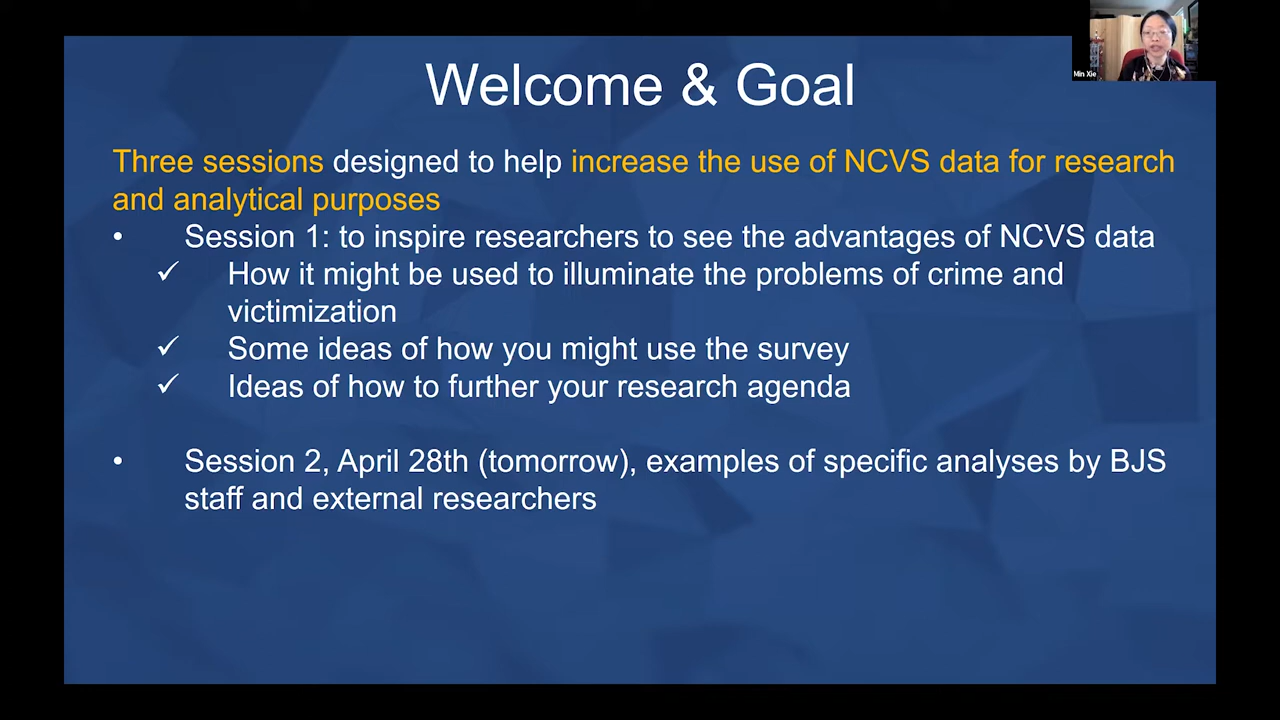 Min Xie
Welcome & Goal
Three sessions designed to help increase the use of NCVS data for research
and analytical purposes
• Session 1: to inspire researchers to see the advantages of NCVS data
✓ How it might be used to illuminate the problems of crime and
victimization
✓ Some ideas of how you might use the survey
✓ Ideas of how to further your research agenda
• Session 2, April 28th (tomorrow), examples of specific analyses by BJS
staff and external researchers